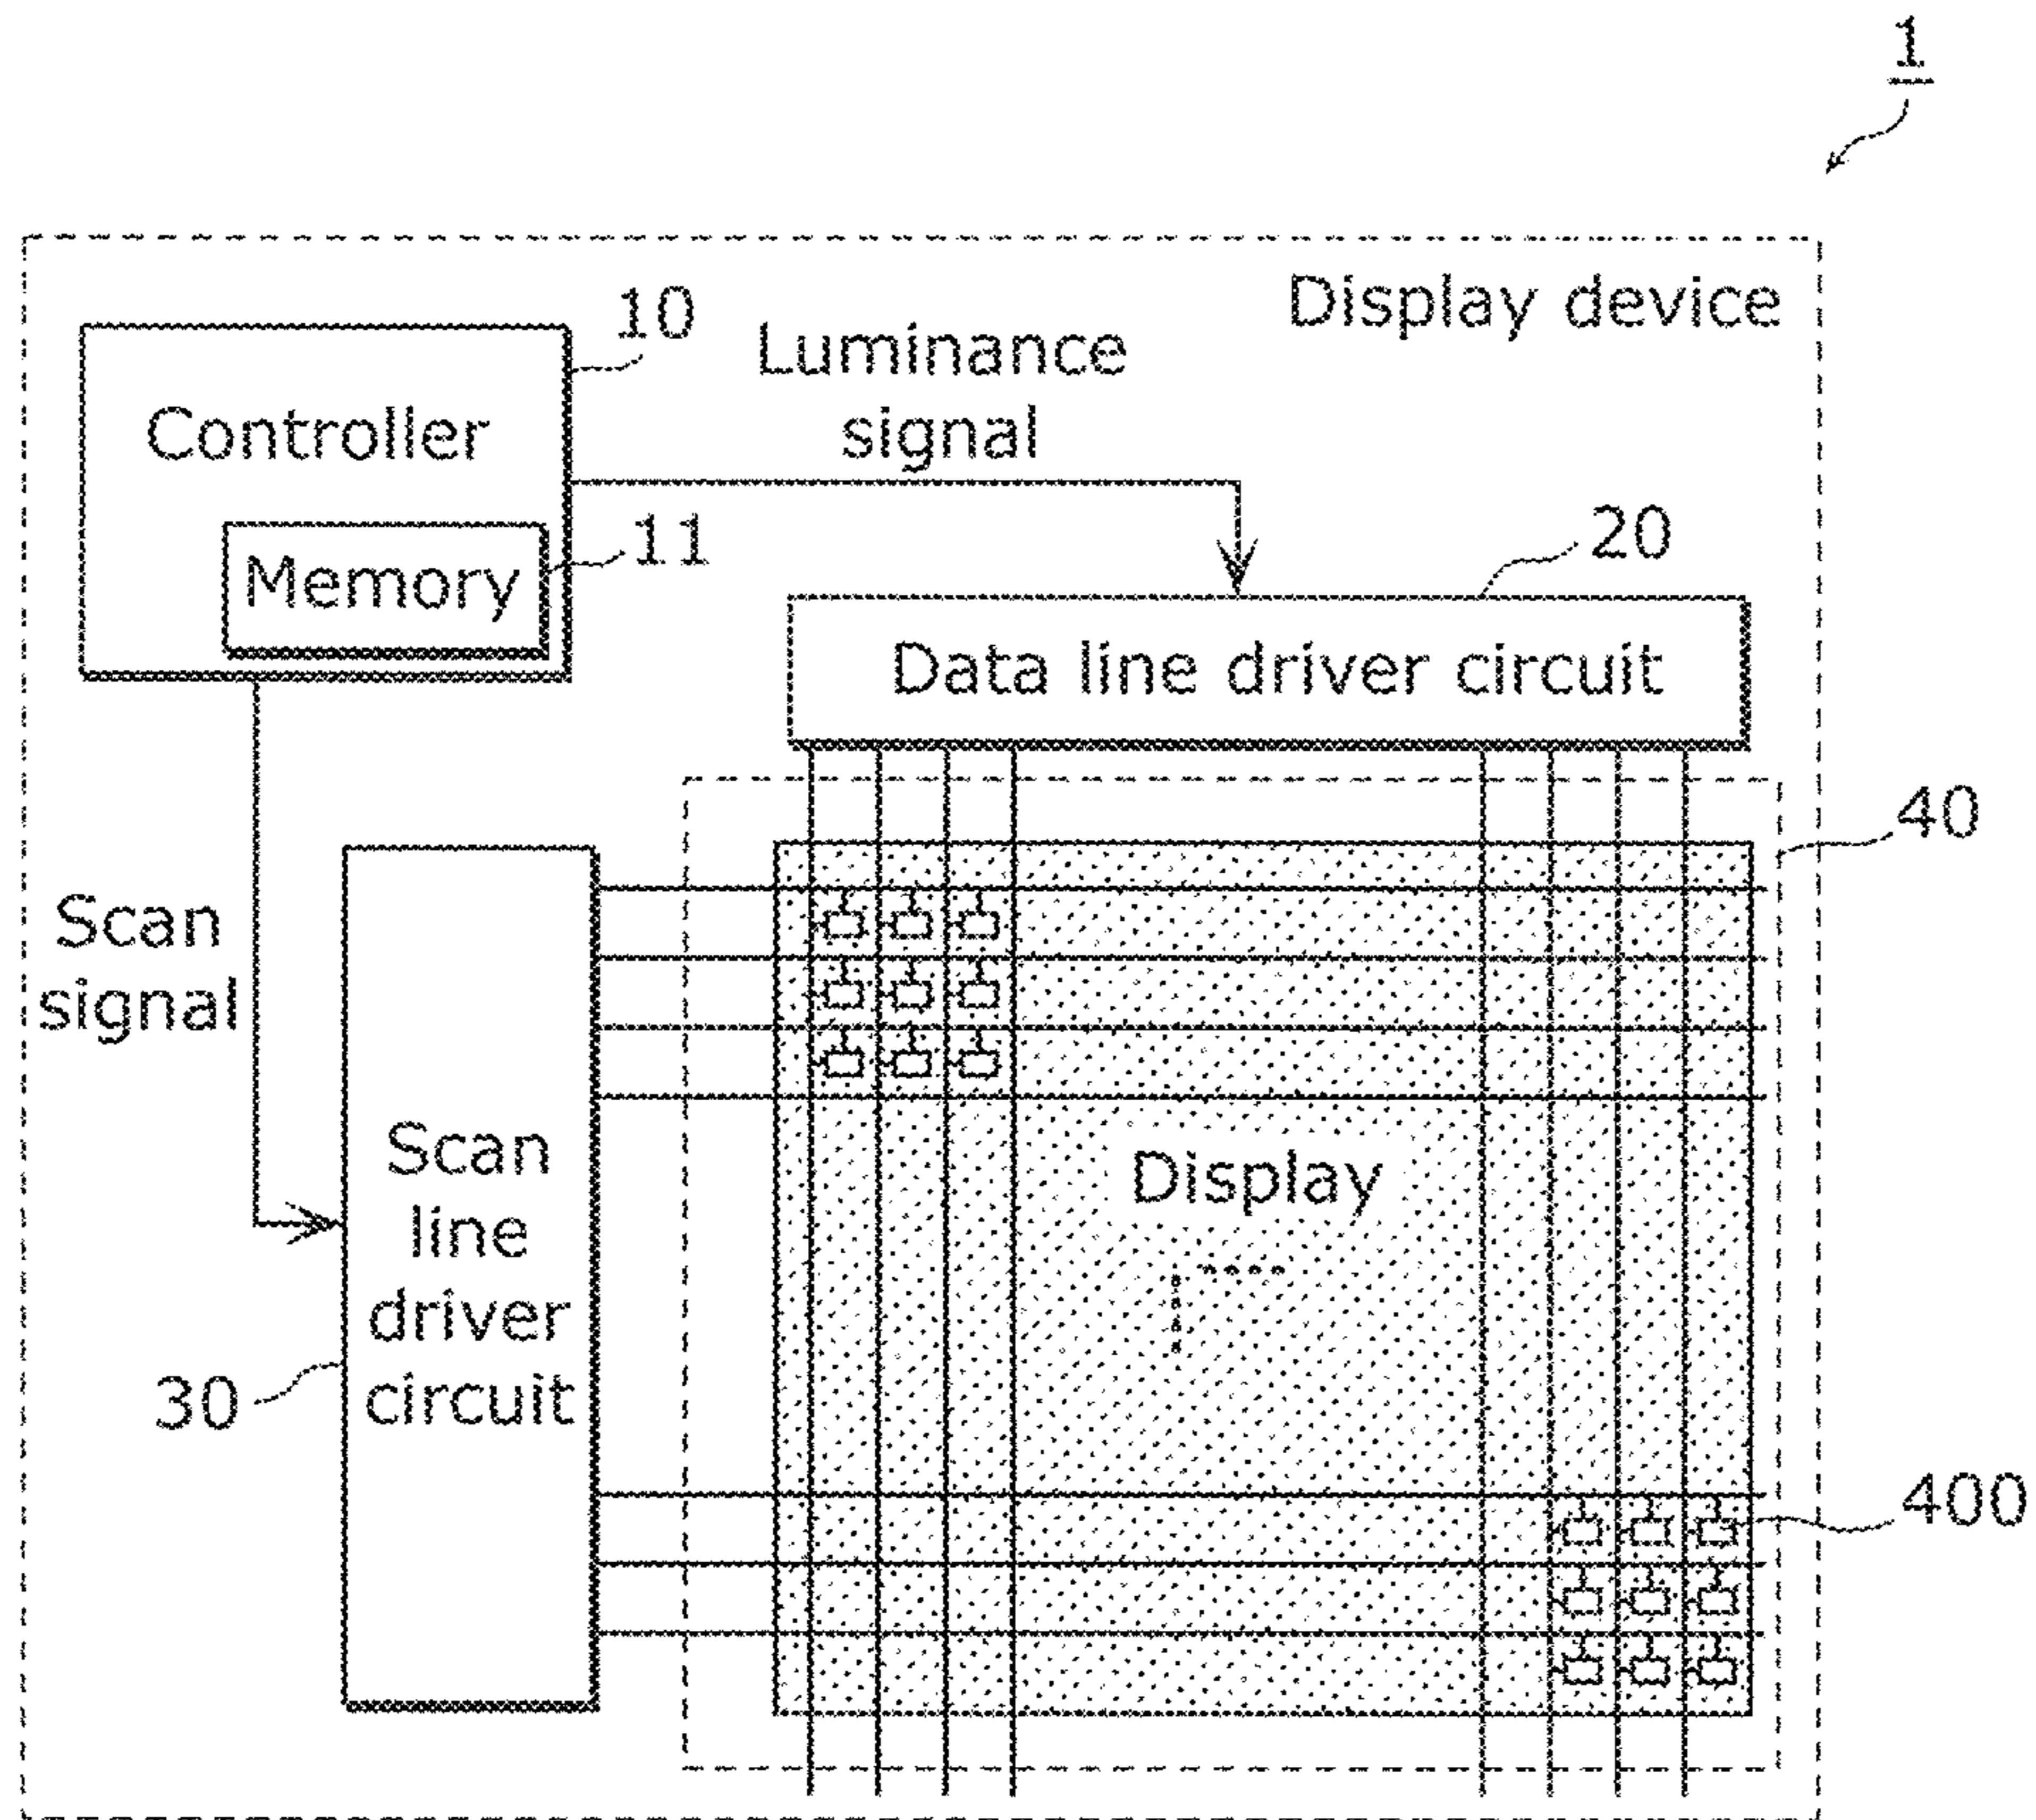 1
Display device
10
Luminance
signal
Controller
11
Memory
20
Data line driver circuit
40
Scan
signal
Scan
line
driver
circuit
Display
30
400